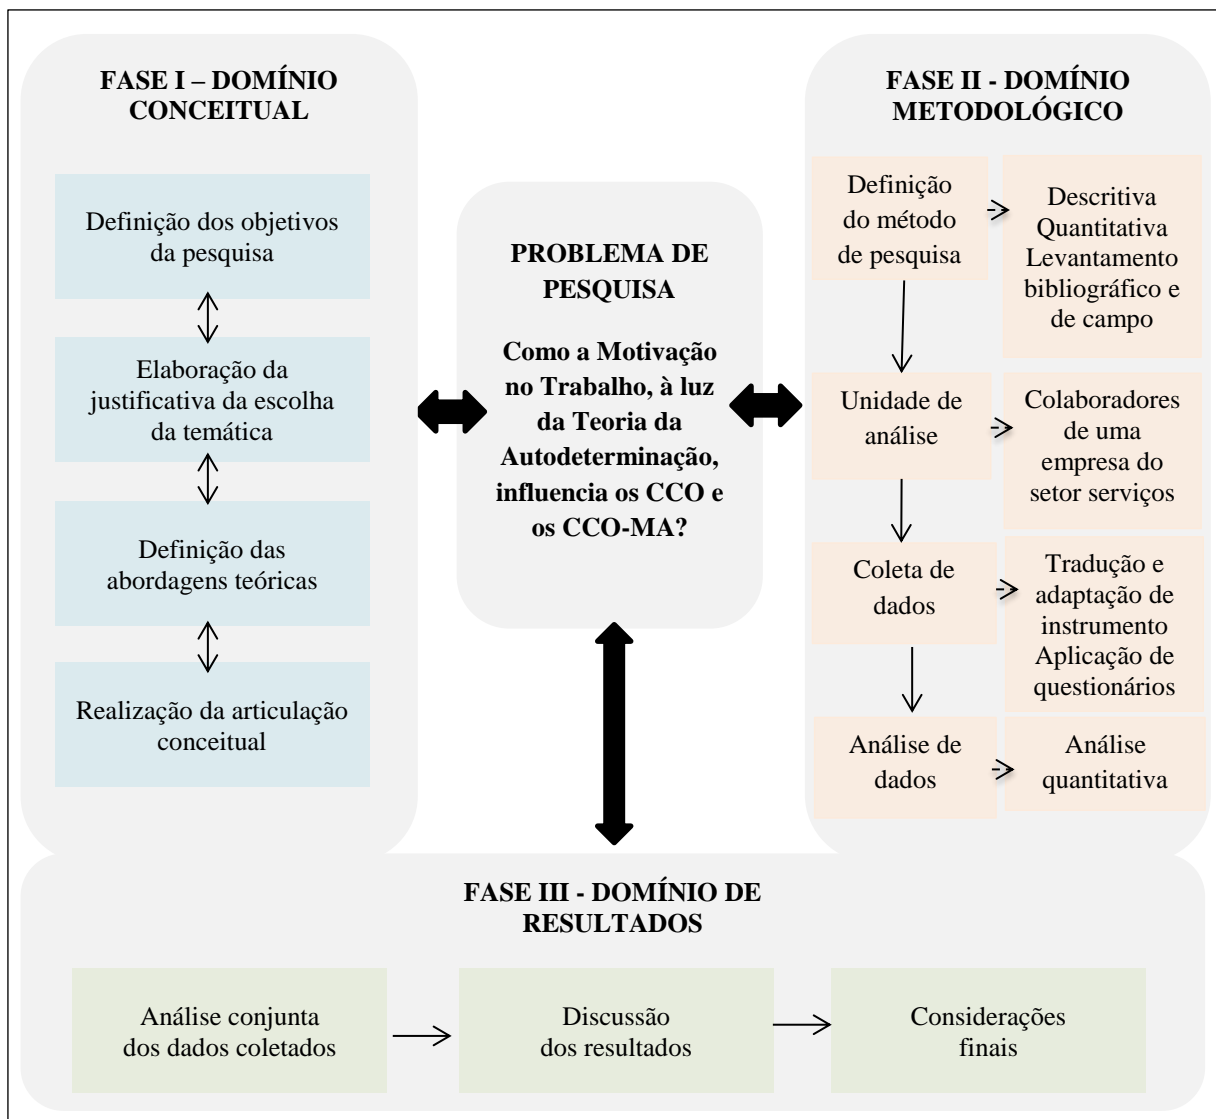 FASE I – DOMÍNIO
CONCEITUAL
Definição dos objetivos
da pesquisa
Elaboração da
justificativa da escolha
da temática
Definição das
abordagens teóricas
Realização da articulação
conceitual
PROBLEMA DE
PESQUISA
Como a Motivação
no Trabalho, à luz
da Teoria da
Autodeterminação,
influencia os CCO e
os CCO-MA?
FASE II - DOMÍNIO
METODOLÓGICO
Definição
do método
de pesquisa
Descritiva
Quantitativa
Levantamento
bibliográfico e
de campo
Unidade de
análise
Colaboradores
de uma
empresa do
setor serviços
Coleta de
dados
Tradução e
adaptação de
instrumento
Aplicação de
questionários
Análise de
dados
Análise
quantitativa
FASE III - DOMÍNIO DE
RESULTADOS
Análise conjunta
dos dados coletados
Discussão
dos resultados
Considerações
finais